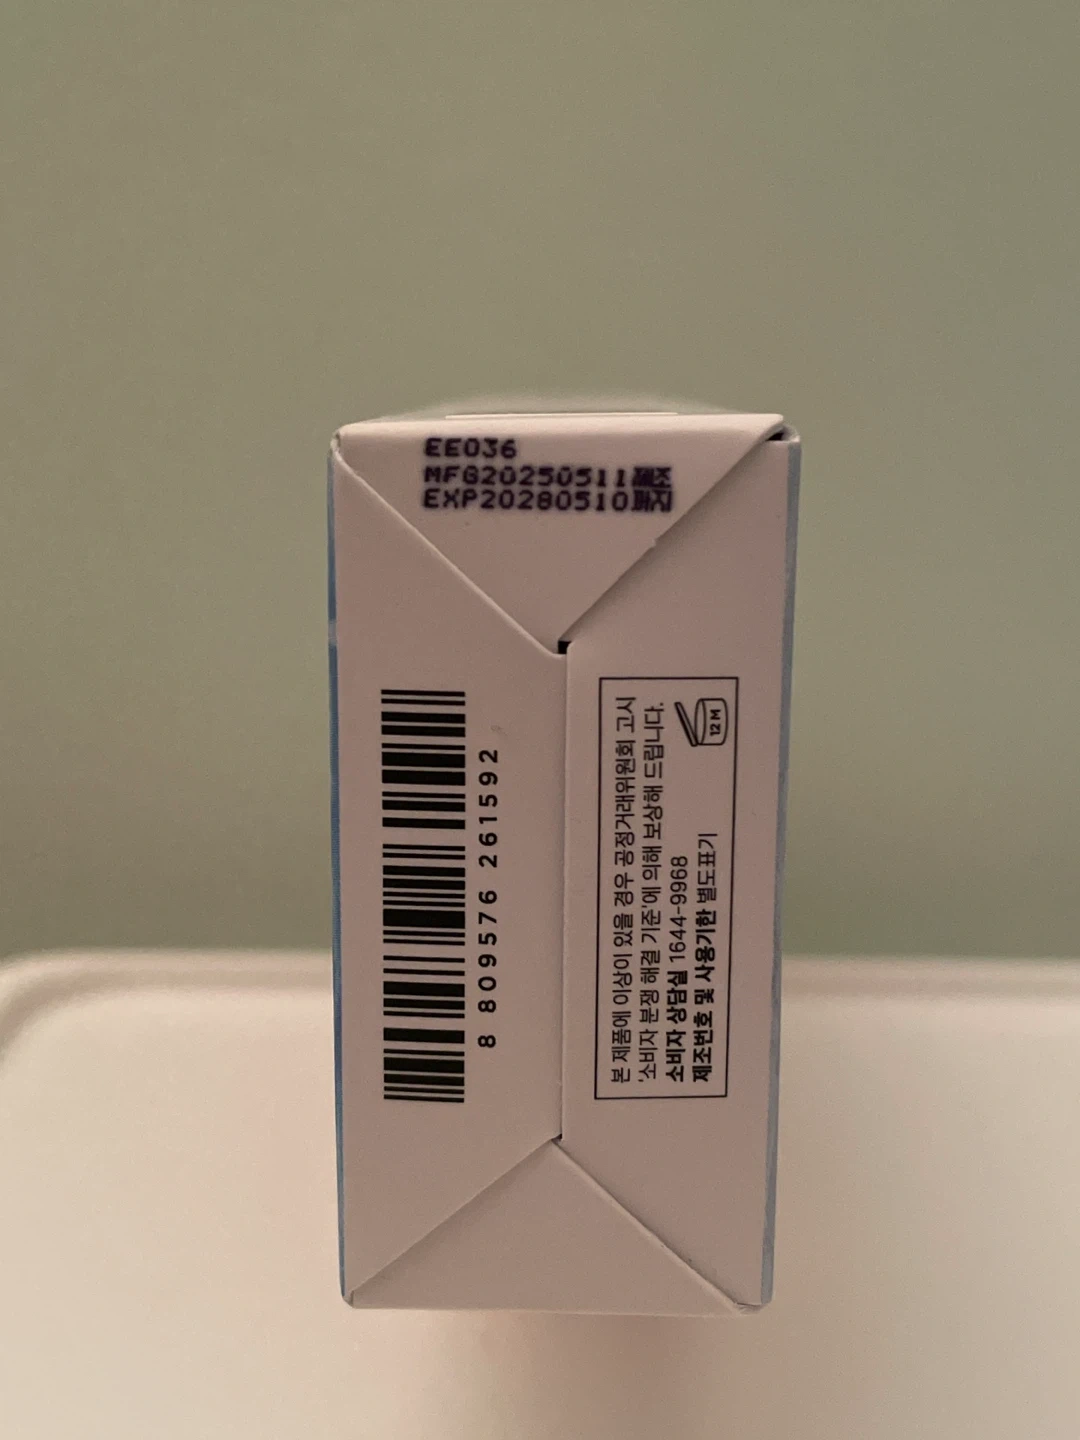 EE036
MFG20250511제조
EXP20280510까지
8 809576 261592
본 제품에 이상이 있을 경우 공정거래위원회 고시
'소비자 분쟁 해결 기준'에 의해 보상해 드립니다.
소비자 상담실 1644-9968
제조번호 및 사용기한 별도표기
12M